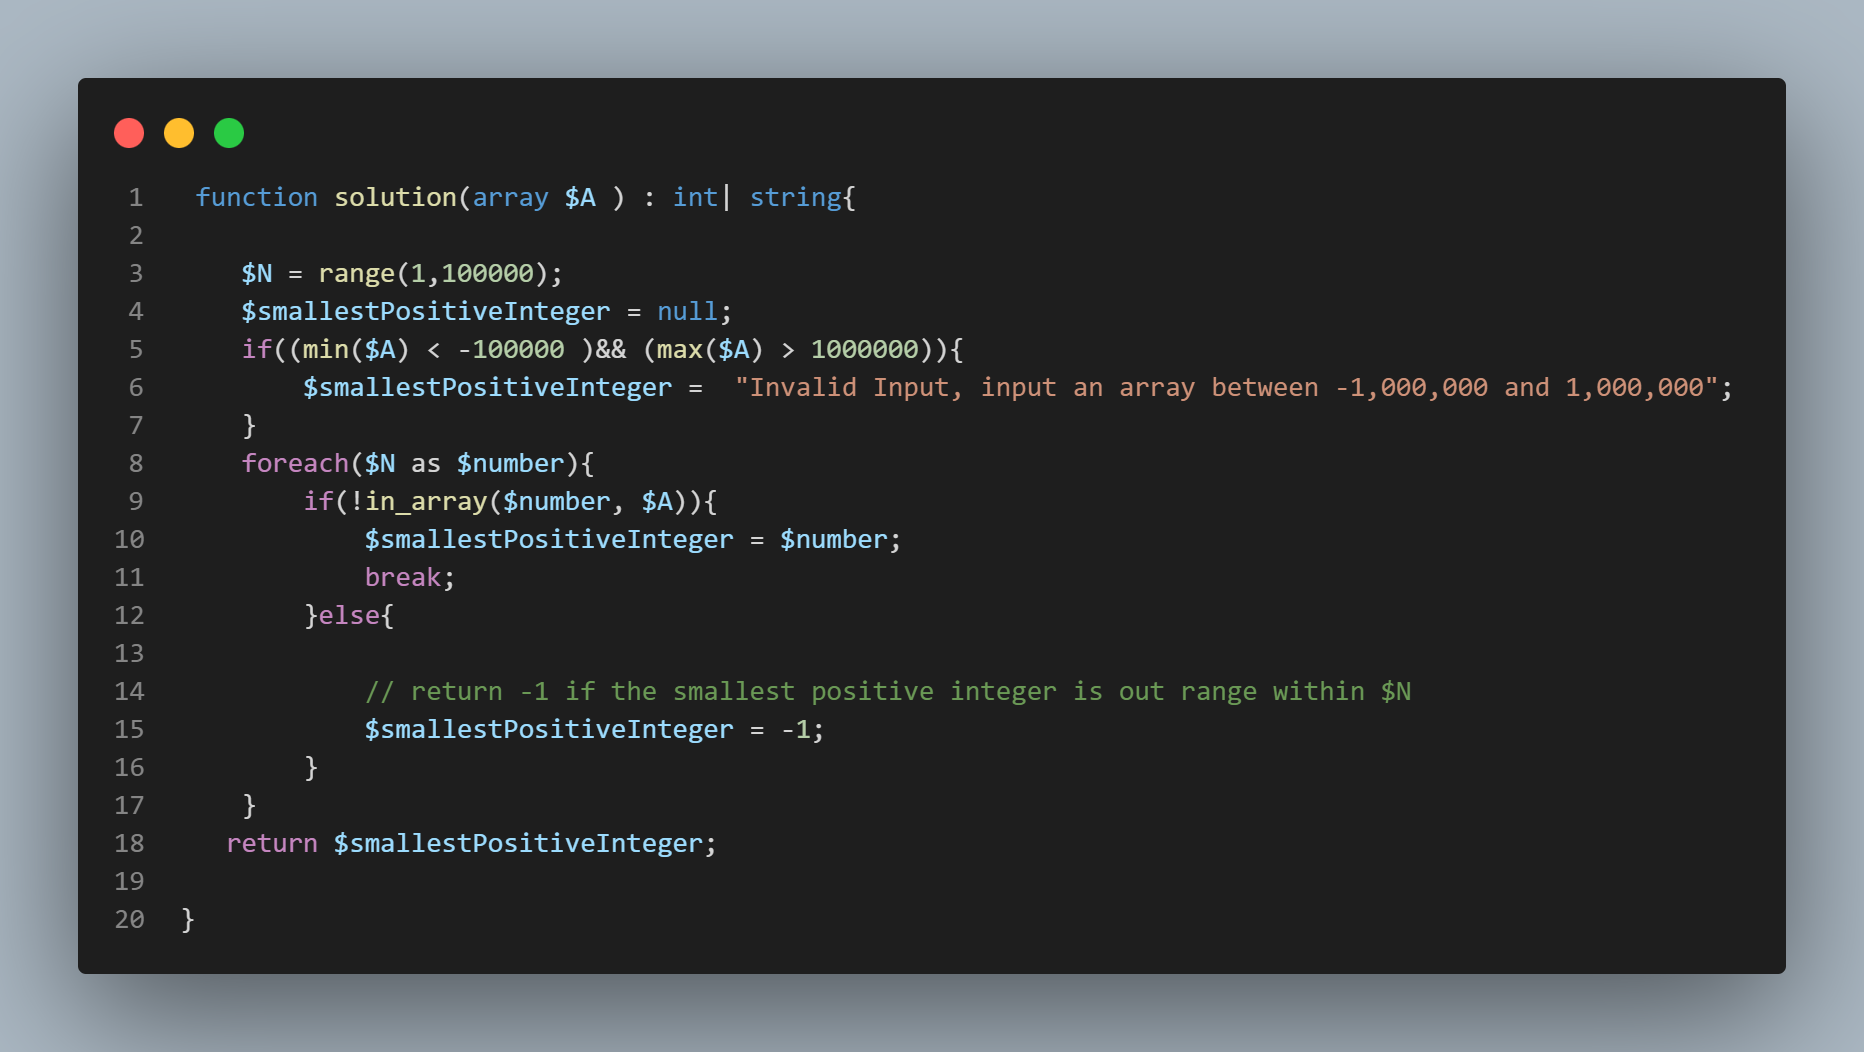 1 function solution(array $A ) : int| string{
2
3 $N = range(1,100000);
4 $smallestPositiveInteger = null;
5 if((min($A) < -100000 )&& (max($A) > 1000000)){
6 $smallestPositiveInteger =  "Invalid Input, input an array between -1,000,000 and 1,000,000";
7 }
8 foreach($N as $number){
9 if(!in_array($number, $A)){
10 $smallestPositiveInteger = $number;
11 break;
12 }else{
13
14 // return -1 if the smallest positive integer is out range within $N
15 $smallestPositiveInteger = -1;
16 }
17 }
18 return $smallestPositiveInteger;
19
20 }